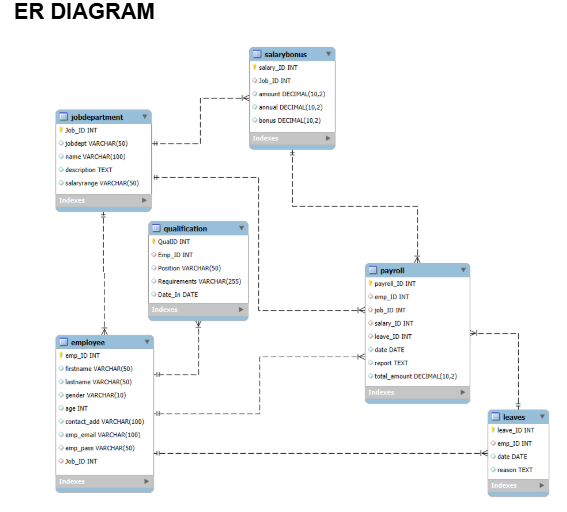 ER DIAGRAM
salarybonus
salary_ID INT
Job_ID INT
amount DECIMAL(10,2)
annual DECIMAL(10,2)
bonus DECIMAL(10,2)
Indexes
jobdepartment
Job_ID INT
jobdept VARCHAR(50)
name VARCHAR(100)
description TEXT
salaryrange VARCHAR(50)
Indexes
qualification
QualID INT
Emp_ID INT
Position VARCHAR(50)
Requirements VARCHAR(255)
Date_In DATE
Indexes
payroll
payroll_ID INT
emp_ID INT
job_ID INT
salary_ID INT
leave_ID INT
date DATE
report TEXT
total_amount DECIMAL(10,2)
Indexes
employee
emp_ID INT
firstname VARCHAR(50)
lastname VARCHAR(50)
gender VARCHAR(10)
age INT
contact_add VARCHAR(100)
emp_email VARCHAR(100)
emp_pass VARCHAR(50)
Job_ID INT
Indexes
leaves
leave_ID INT
emp_ID INT
date DATE
reason TEXT
Indexes